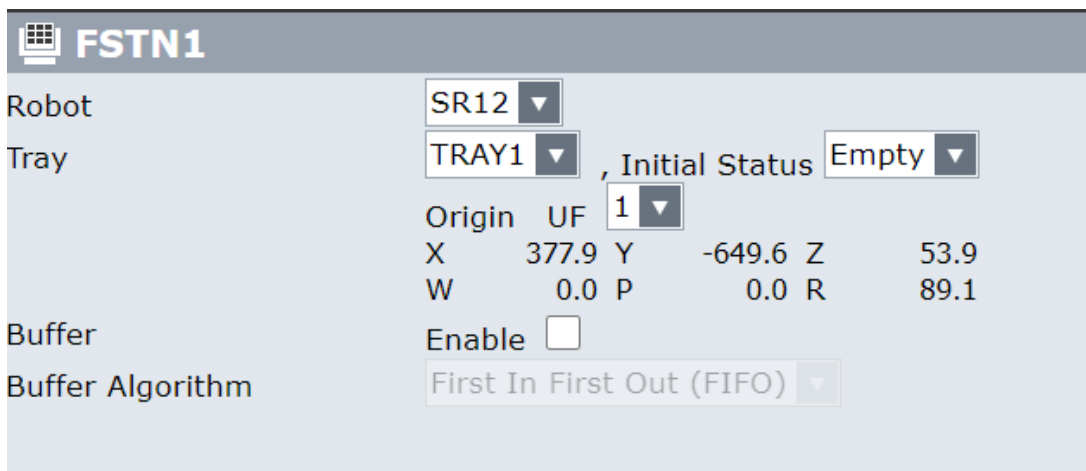 FSTN1
Robot SR12
Tray TRAY1 , Initial Status Empty
Origin UF 1
X 377.9 Y -649.6 Z 53.9
W 0.0 P 0.0 R 89.1
Buffer Enable
Buffer Algorithm First In First Out (FIFO)